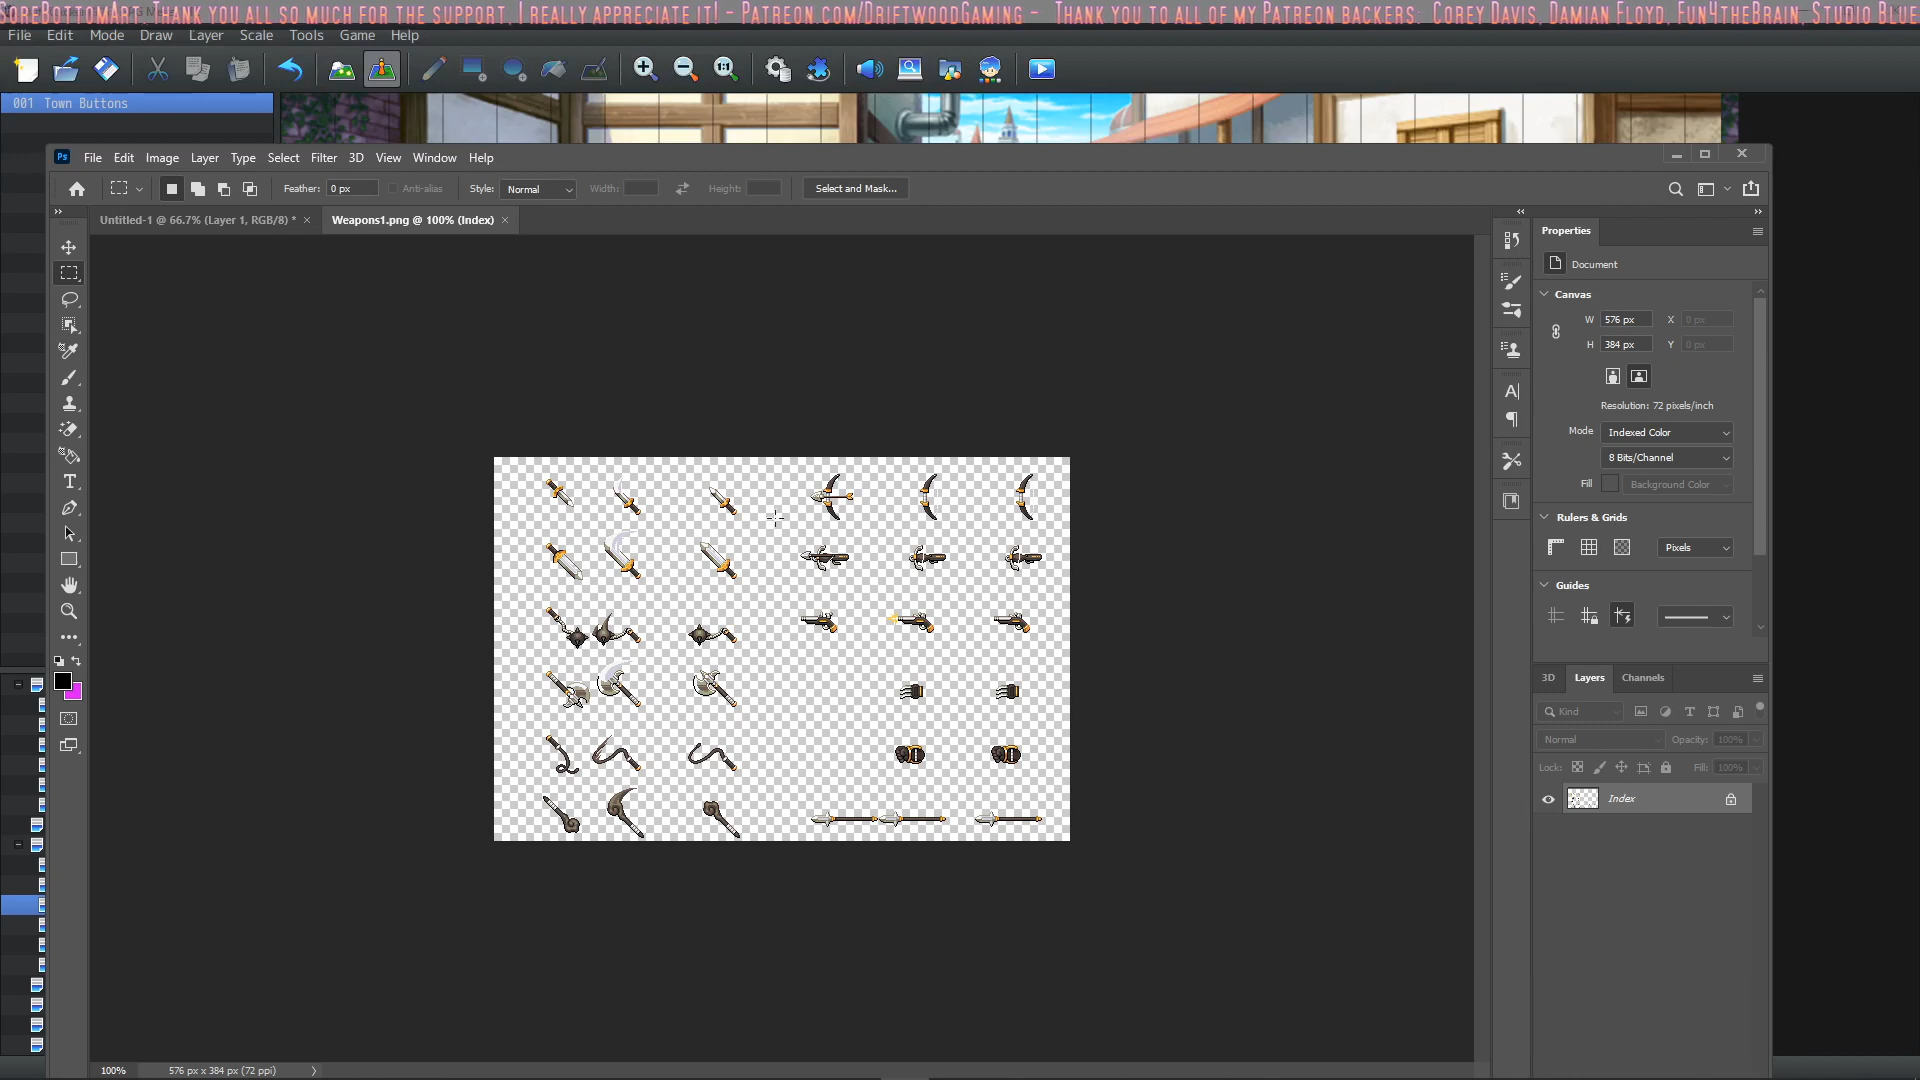 CoreBoredomArt. Thank you all so much for the support, I really appreciate it! - Patreon.com/DriftwoodGaming - Thank you to all of my Patreon backers: Corey Davis, Damian Floyd, Fun4theBrain, Studio Blue
File Edit Mode Draw Layer Scale Tools Game Help
001 Town Buttons
Ps File Edit Image Layer Type Select Filter 3D View Window Help
Feather: 0 px Anti-alias Style: Normal Width: Height: Select and Mask...
Untitled-1 @ 66.7% (Layer 1, RGB/8) * ×
Weapons1.png @ 100% (Index) ×
Properties
Document
Canvas
W 576 px X 0 px
H 384 px Y 0 px
Resolution: 72 pixels/inch
Mode Indexed Color
8 Bits/Channel
Fill Background Color
Rulers & Grids
Pixels
Guides
3D Layers Channels
Kind
Normal Opacity: 100%
Lock: Fill: 100%
Index
100% 576 px x 384 px (72 ppi)